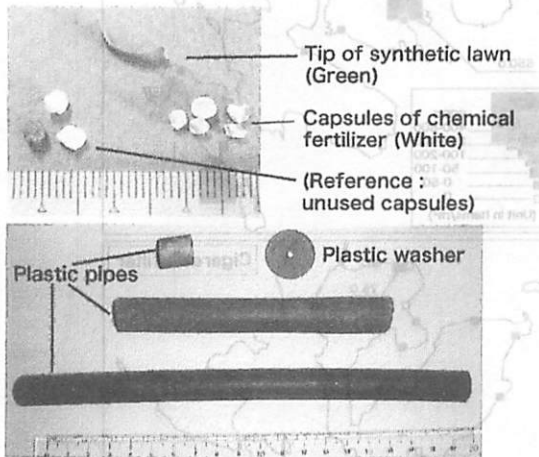 Tip of synthetic lawn
(Green)
Capsules of chemical
fertilizer (White)
(Reference :
unused capsules)
Plastic pipes
Plastic washer